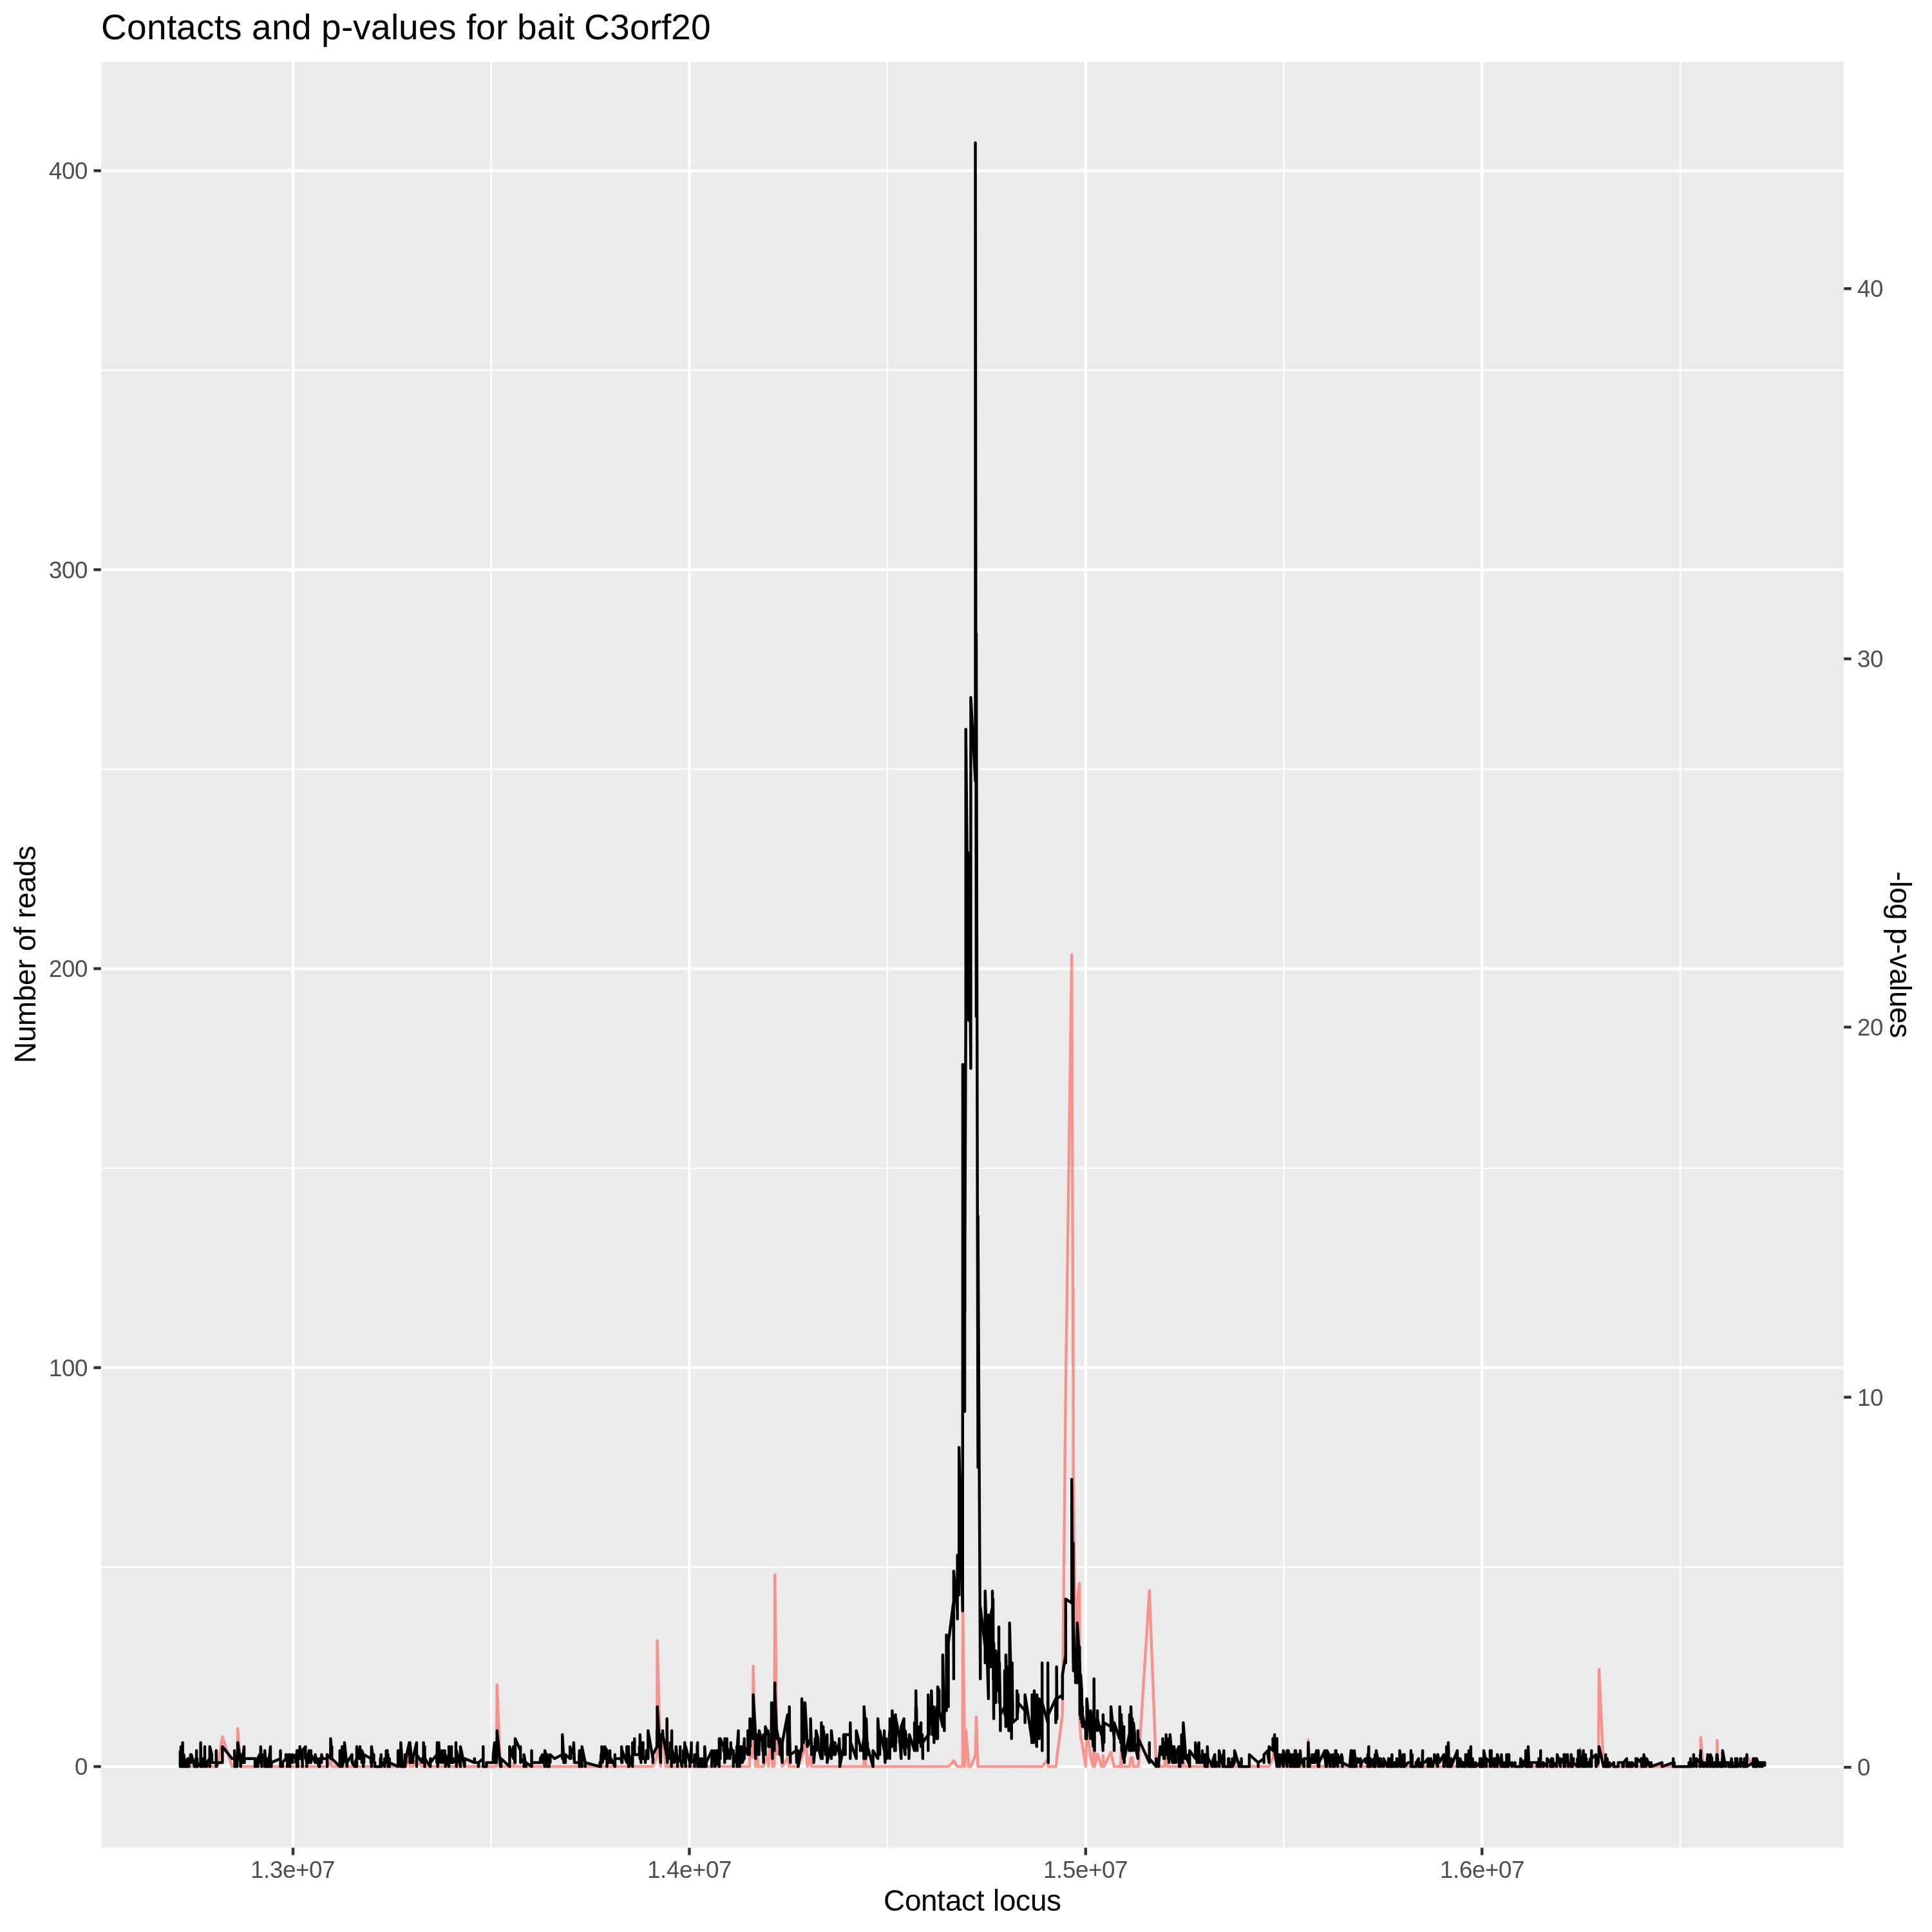 Contacts and p-values for bait C3orf20
400
300
200
100
0
Number of reads
40
30
20
10
0
-log p-values
1.3e+07
1.4e+07
1.5e+07
1.6e+07
Contact locus